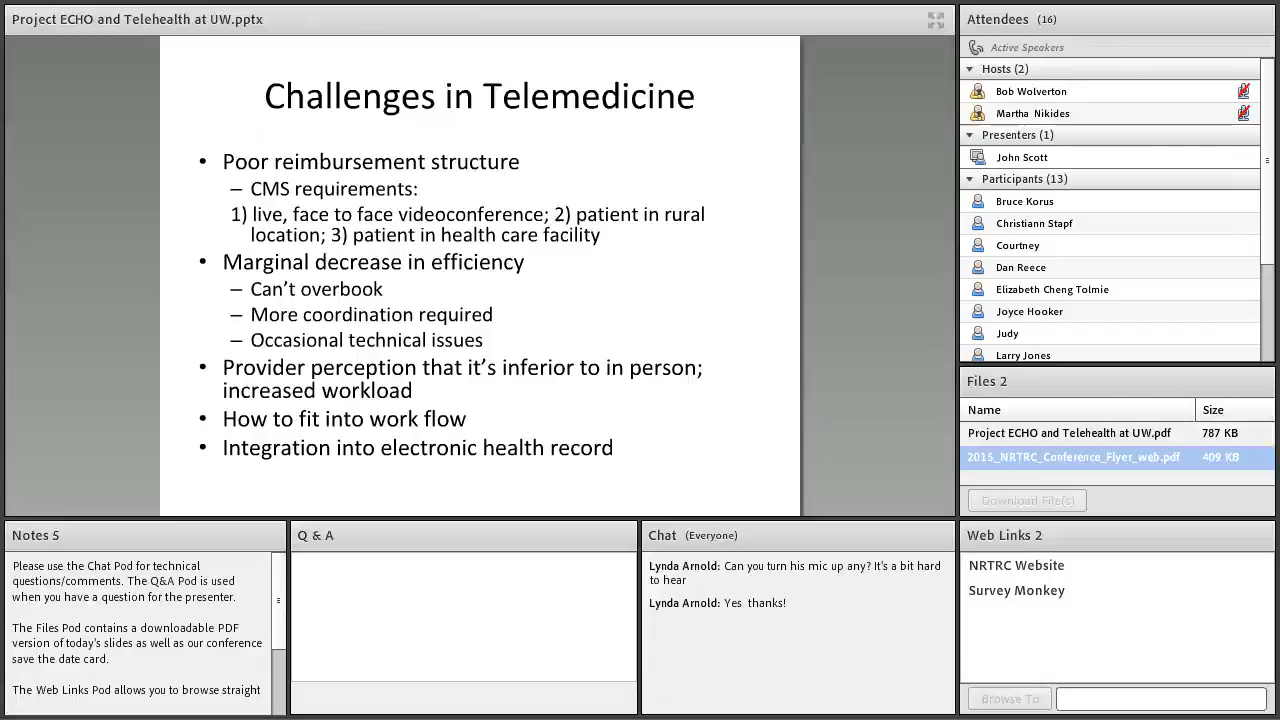 Project ECHO and Telehealth at UW.pptx
Challenges in Telemedicine
• Poor reimbursement structure
– CMS requirements:
1) live, face to face videoconference; 2) patient in rural
location; 3) patient in health care facility
• Marginal decrease in efficiency
– Can't overbook
– More coordination required
– Occasional technical issues
• Provider perception that it's inferior to in person;
increased workload
• How to fit into work flow
• Integration into electronic health record
Attendees (16)
Active Speakers
Hosts (2)
Bob Wolverton
Martha Nikides
Presenters (1)
John Scott
Participants (13)
Bruce Korus
Christiann Stapf
Courtney
Dan Reece
Elizabeth Cheng Tolmie
Joyce Hooker
Judy
Larry Jones
Files 2
Name Size
Project ECHO and Telehealth at UW.pdf 787 KB
2015_NRTRC_Conference_Flyer_web.pdf 409 KB
Download File(s)
Notes 5
Please use the Chat Pod for technical
questions/comments. The Q&A Pod is used
when you have a question for the presenter.
The Files Pod contains a downloadable PDF
version of today's slides as well as our conference
save the date card.
The Web Links Pod allows you to browse straight
Q & A
Chat (Everyone)
Lynda Arnold: Can you turn his mic up any? It's a bit hard
to hear
Lynda Arnold: Yes thanks!
Web Links 2
NRTRC Website
Survey Monkey
Browse To